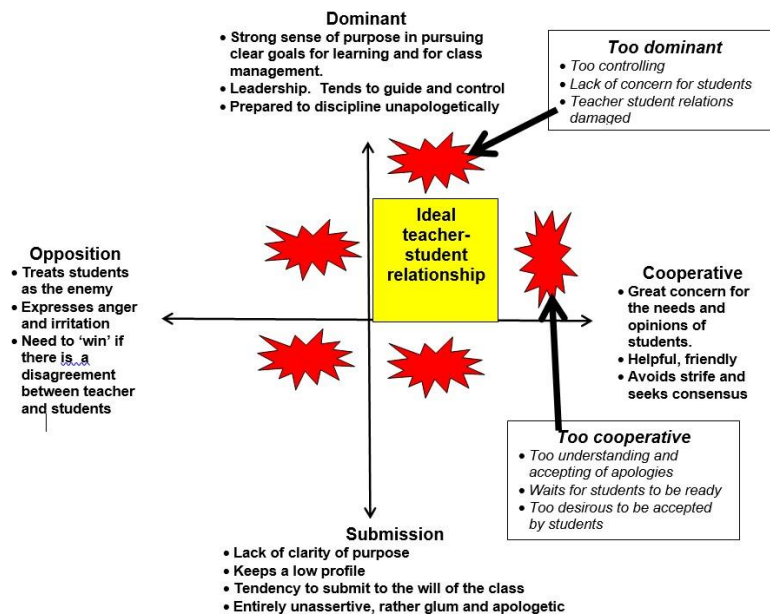 Dominant
• Strong sense of purpose in pursuing
clear goals for learning and for class
management.
• Leadership. Tends to guide and control
• Prepared to discipline unapologetically
Too dominant
• Too controlling
• Lack of concern for students
• Teacher student relations
damaged
Ideal
teacher-
student
relationship
Opposition
• Treats students
as the enemy
• Expresses anger
and irritation
• Need to ‘win’ if
there is a
disagreement
between teacher
and students
Cooperative
• Great concern for
the needs and
opinions of
students.
• Helpful, friendly
• Avoids strife and
seeks consensus
Too cooperative
• Too understanding and
accepting of apologies
• Waits for students to be ready
• Too desirous to be accepted
by students
Submission
• Lack of clarity of purpose
• Keeps a low profile
• Tendency to submit to the will of the class
• Entirely unassertive, rather glum and apologetic